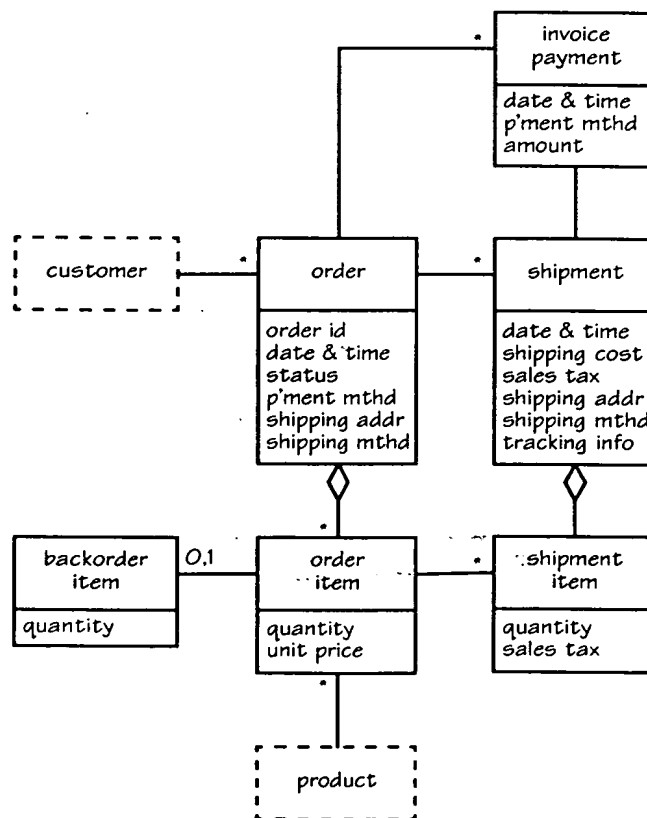 *
invoice
payment
date & time
p'ment mthd
amount
customer
*
order
*
shipment
order id
date & time
status
p'ment mthd
shipping addr
shipping mthd
date & time
shipping cost
sales tax
shipping addr
shipping mthd
tracking info
*
backorder
item
0,1
order
item
*
shipment
item
quantity
quantity
unit price
quantity
sales tax
*
product